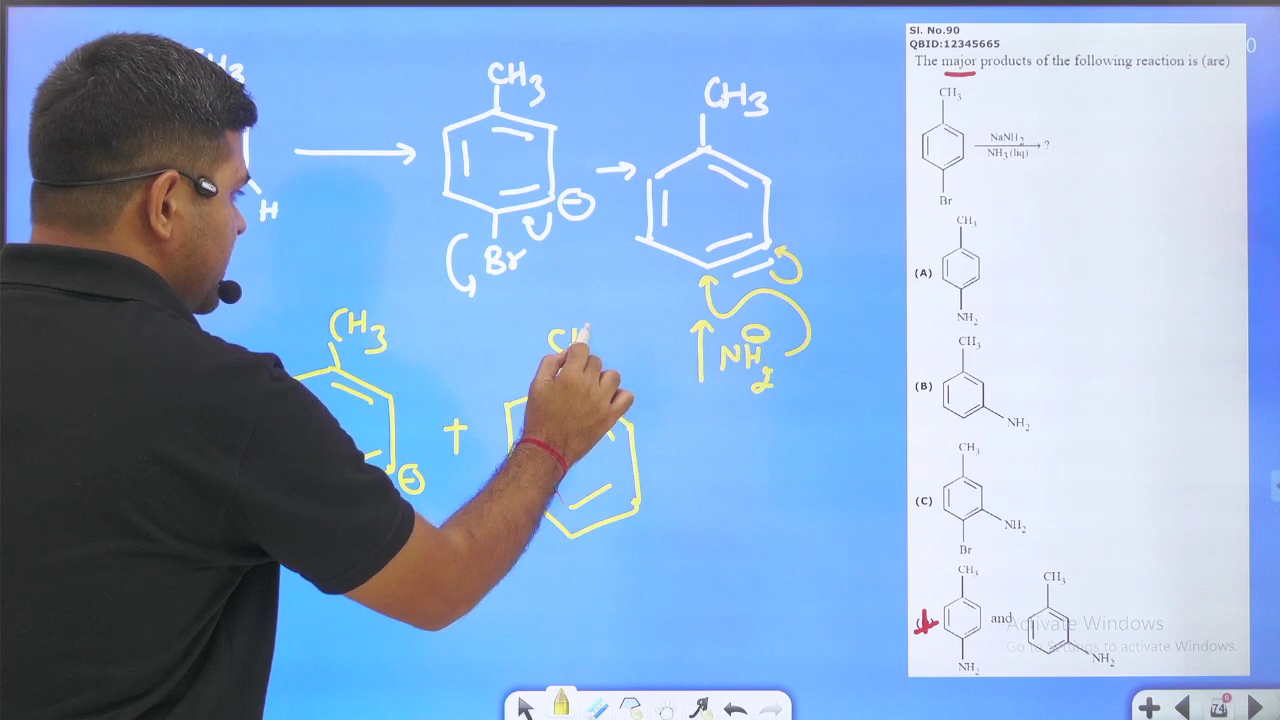 CH3
H
CH3
Br
CH3
NH2
CH3
+
Sl. No.90
QBID:12345665
The major products of the following reaction is (are)
CH3
NaNH2
NH3(liq)
?
Br
CH3
(A)
NH2
CH3
(B)
NH2
CH3
(C)
NH2
Br
CH3
CH3
and
NH2
NH2
Activate Windows
Go to Settings to activate Windows.
74